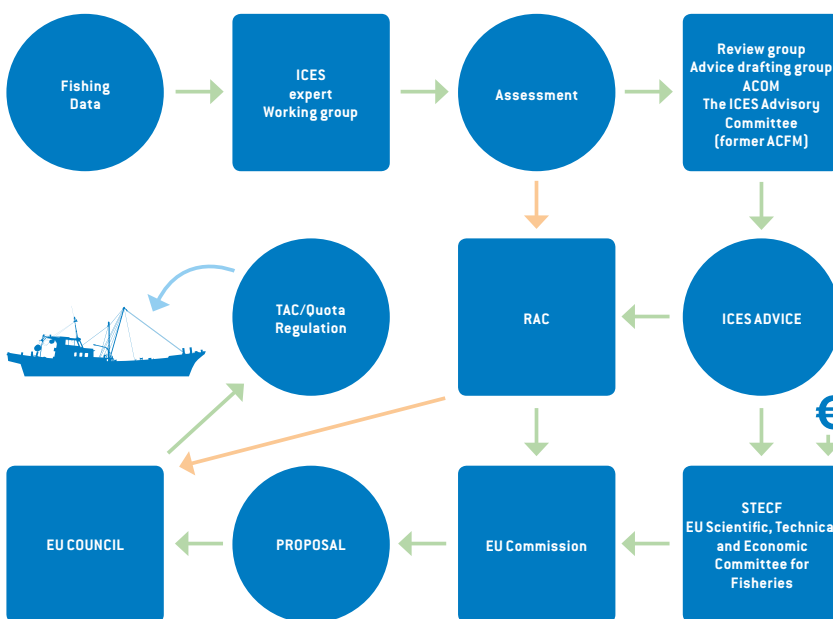 Fishing
Data
ICES
expert
Working group
Assessment
Review group
Advice drafting group
ACOM
The ICES Advisory
Committee
(former ACFM)
TAC/Quota
Regulation
RAC
ICES ADVICE
€
EU COUNCIL
PROPOSAL
EU Commission
STECF
EU Scientific, Technica
and Economic
Committee for
Fisheries